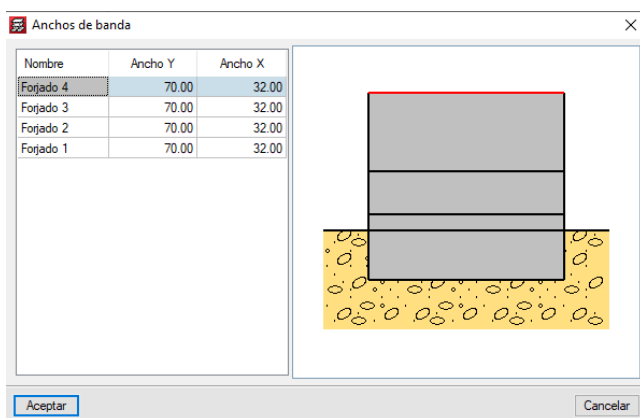 Anchos de banda
Nombre Ancho Y Ancho X
Forjado 4 70.00 32.00
Forjado 3 70.00 32.00
Forjado 2 70.00 32.00
Forjado 1 70.00 32.00
Aceptar Cancelar